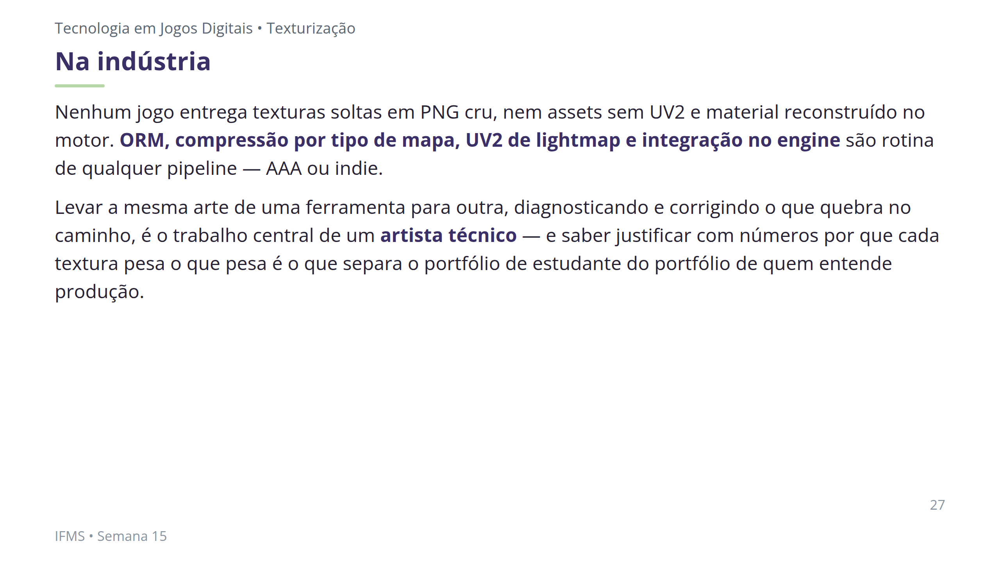 Tecnologia em Jogos Digitais • Texturização
Na indústria
Nenhum jogo entrega texturas soltas em PNG cru, nem assets sem UV2 e material reconstruído no
motor. ORM, compressão por tipo de mapa, UV2 de lightmap e integração no engine são rotina
de qualquer pipeline — AAA ou indie.
Levar a mesma arte de uma ferramenta para outra, diagnosticando e corrigindo o que quebra no
caminho, é o trabalho central de um artista técnico — e saber justificar com números por que cada
textura pesa o que pesa é o que separa o portfólio de estudante do portfólio de quem entende
produção.
27
IFMS • Semana 15